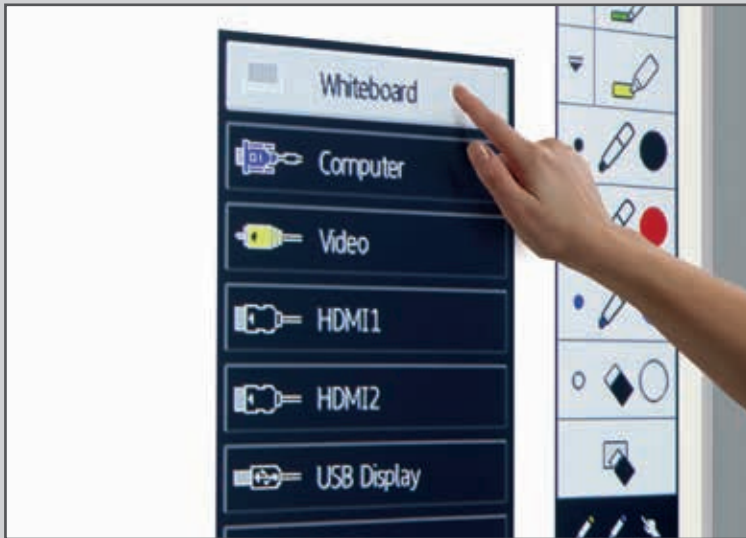 Whiteboard
Computer
Video
HDMI1
HDMI2
USB Display